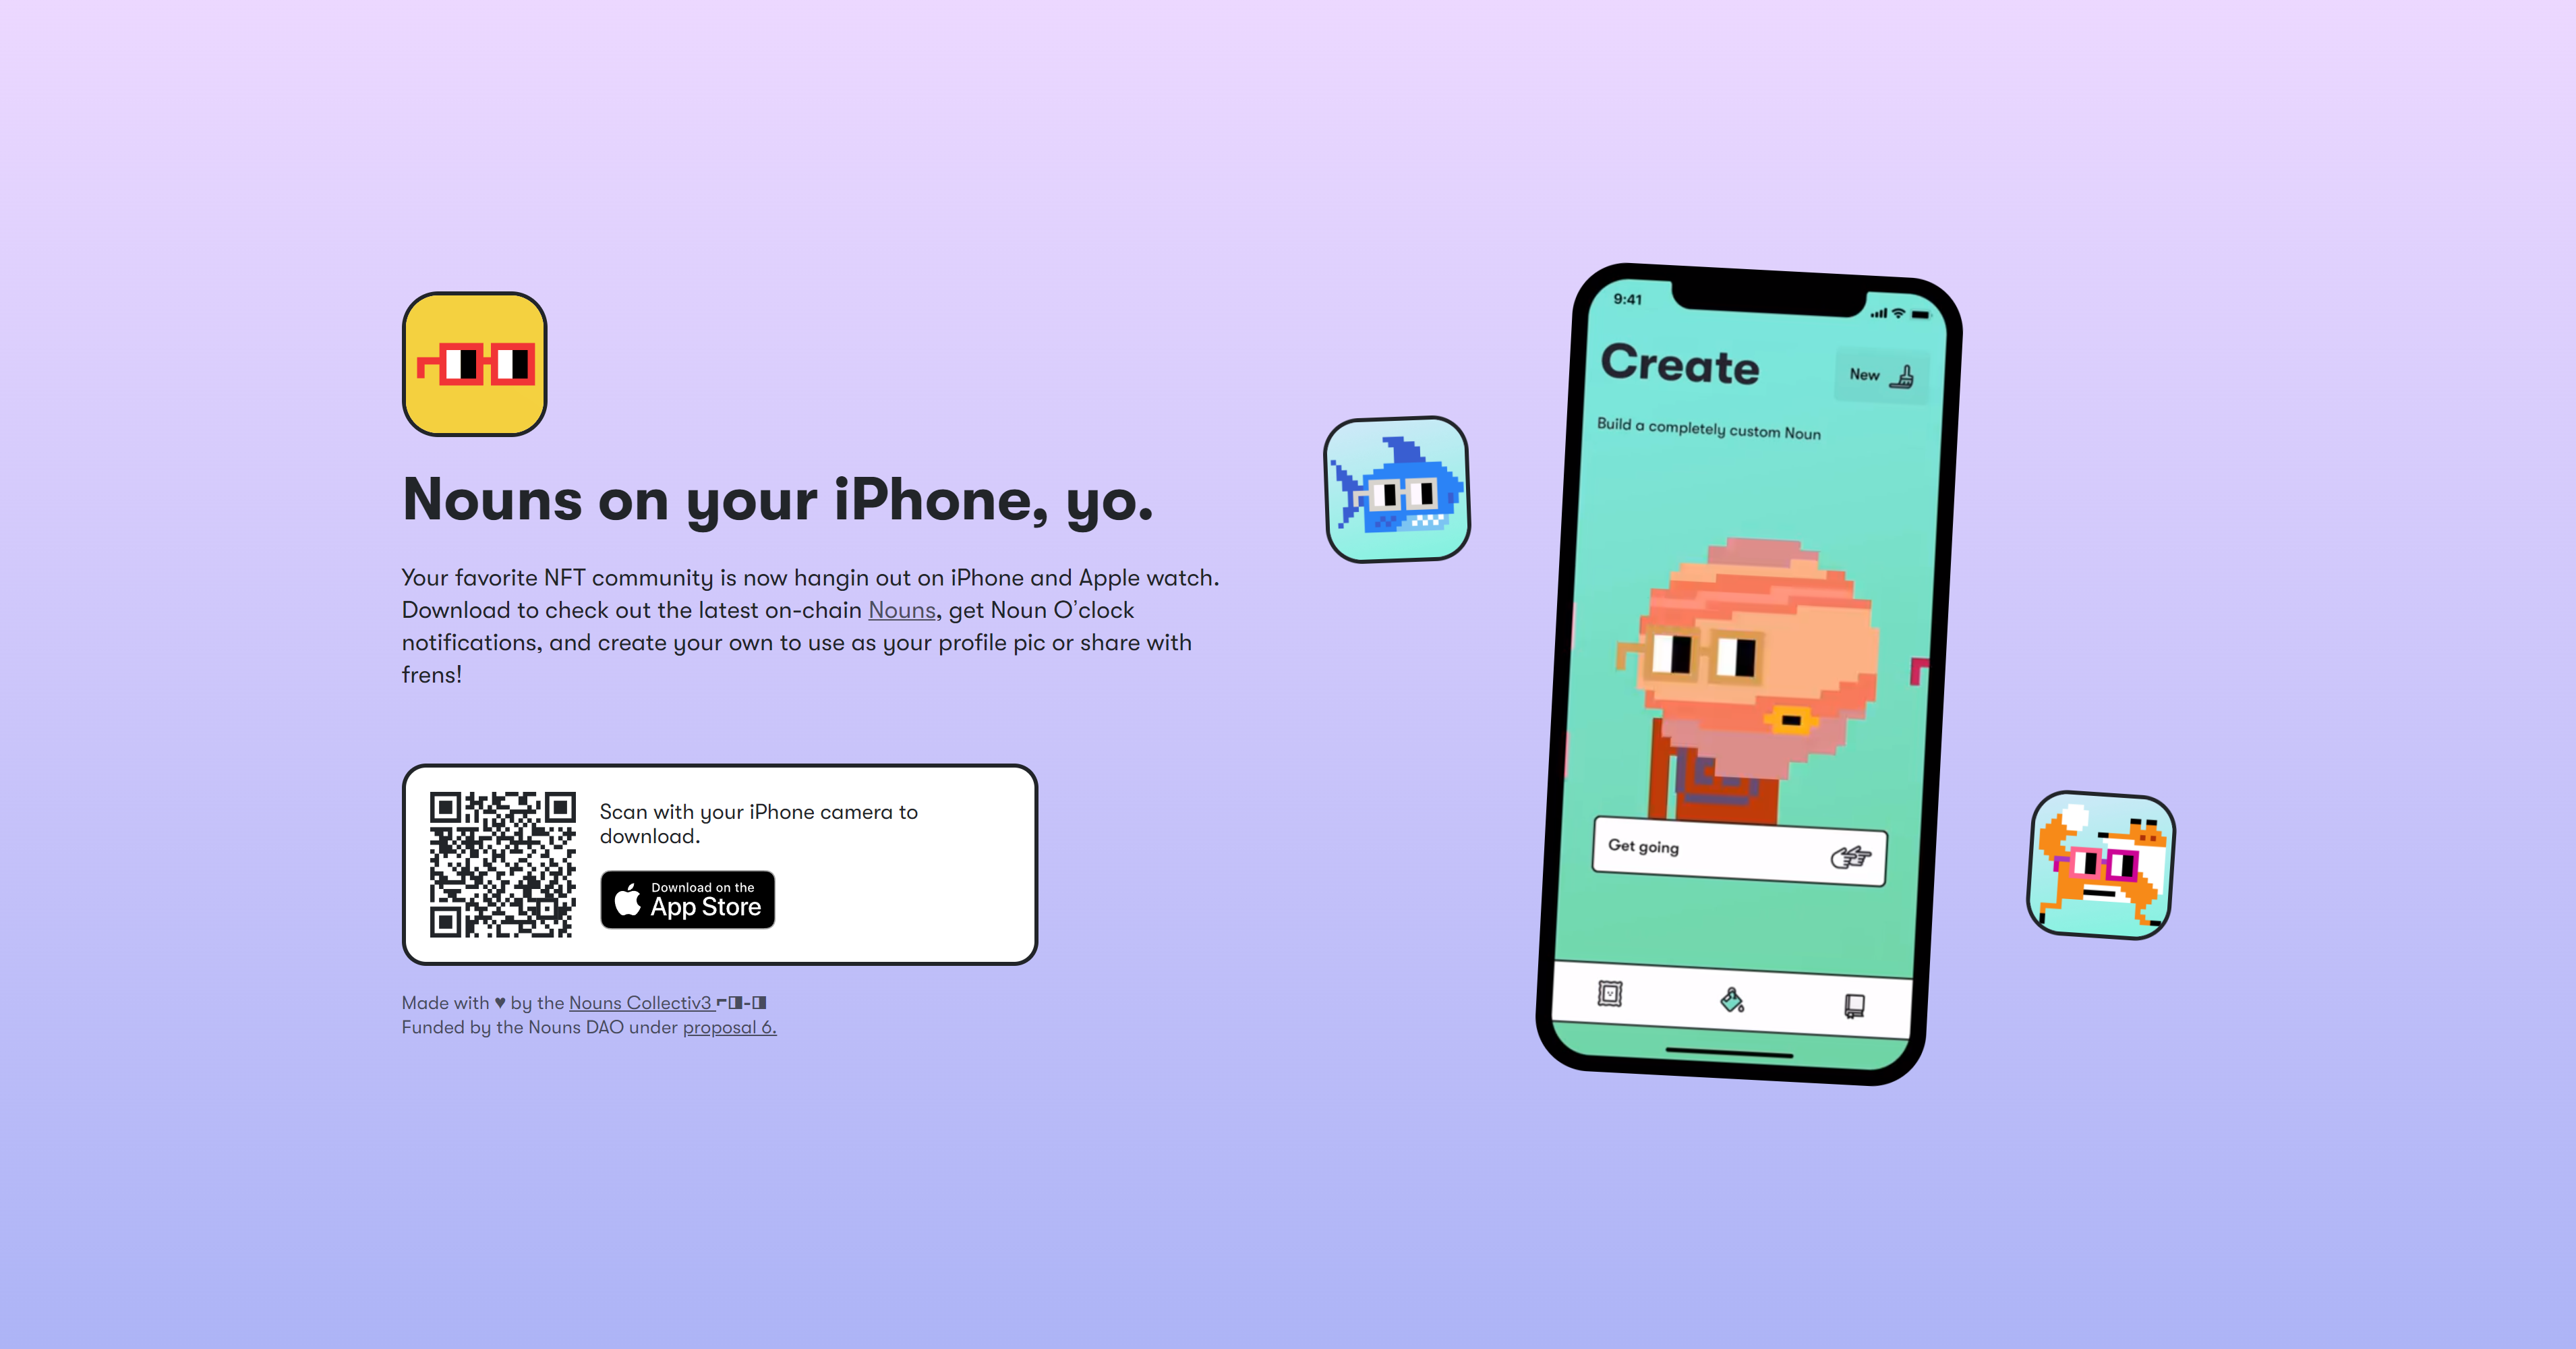 Nouns on your iPhone, yo.
Your favorite NFT community is now hangin out on iPhone and Apple watch.
Download to check out the latest on-chain Nouns, get Noun O’clock
notifications, and create your own to use as your profile pic or share with
frens!
Scan with your iPhone camera to
download.
Download on the
App Store
Made with ♥ by the Nouns Collectiv3 ⌐◨-◨
Funded by the Nouns DAO under proposal 6.
9:41
Create
New
Build a completely custom Noun
Get going